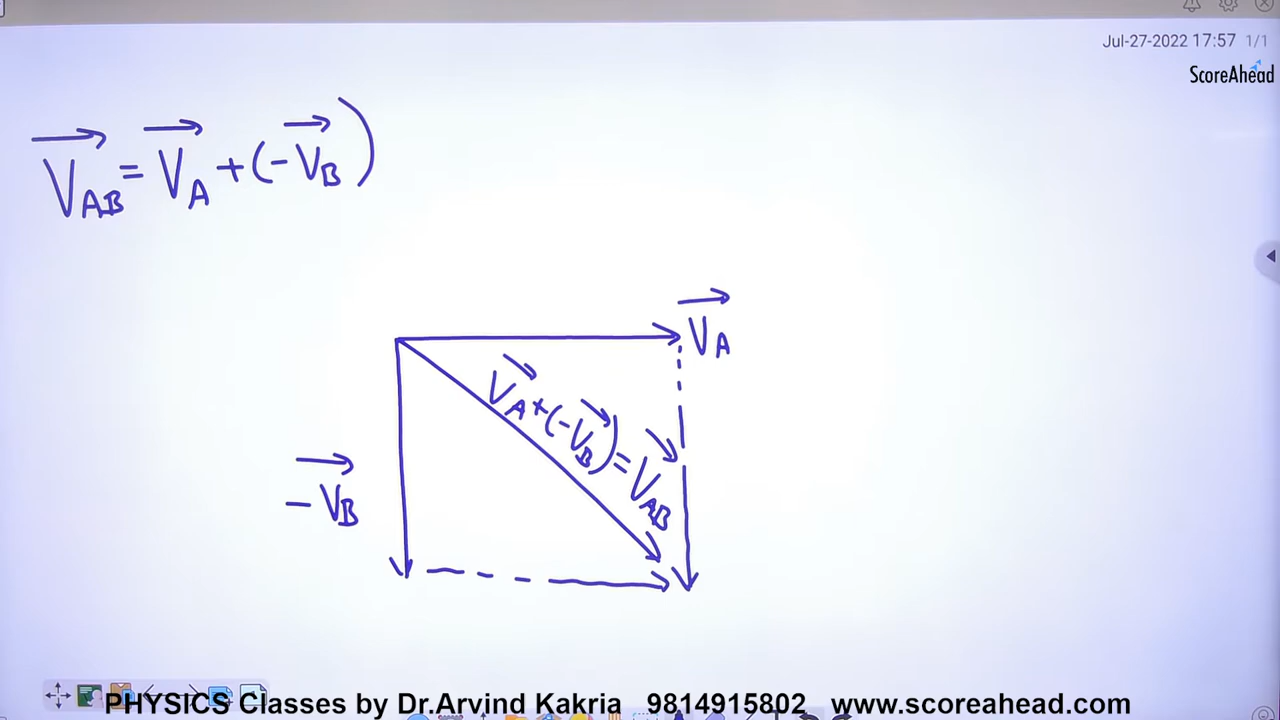 Jul-27-2022 17:57 1/1
ScoreAhead
V_AB = V_A + (-V_B)
V_A
V_A + (-V_B) = V_AB
- V_B
PHYSICS Classes by Dr.Arvind Kakria 9814915802 www.scoreahead.com